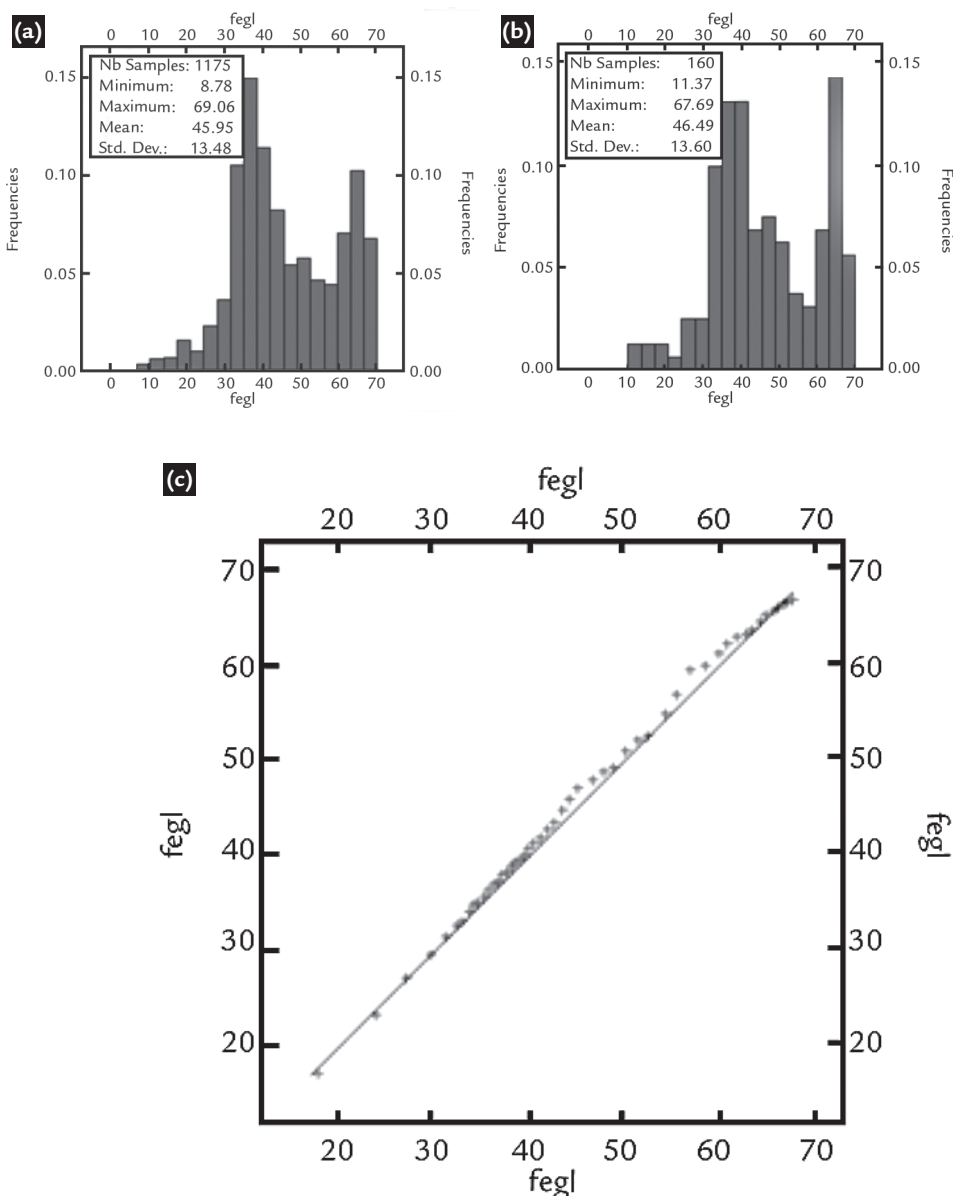 (a)
fegl
0 10 20 30 40 50 60 70
Nb Samples: 1175
Minimum: 8.78
Maximum: 69.06
Mean: 45.95
Std. Dev.: 13.48
0.15 0.15
0.10 0.10
0.05 0.05
0.00 0.00
Frequencies
Frequencies
0 10 20 30 40 50 60 70
fegl
(b)
fegl
0 10 20 30 40 50 60 70
Nb Samples: 160
Minimum: 11.37
Maximum: 67.69
Mean: 46.49
Std. Dev.: 13.60
0.15 0.15
0.10 0.10
0.05 0.05
0.00 0.00
Frequencies
Frequencies
0 10 20 30 40 50 60 70
fegl
(c)
fegl
20 30 40 50 60 70
70 70
60 60
50 50
40 40
30 30
20 20
fegl
fegl
20 30 40 50 60 70
fegl